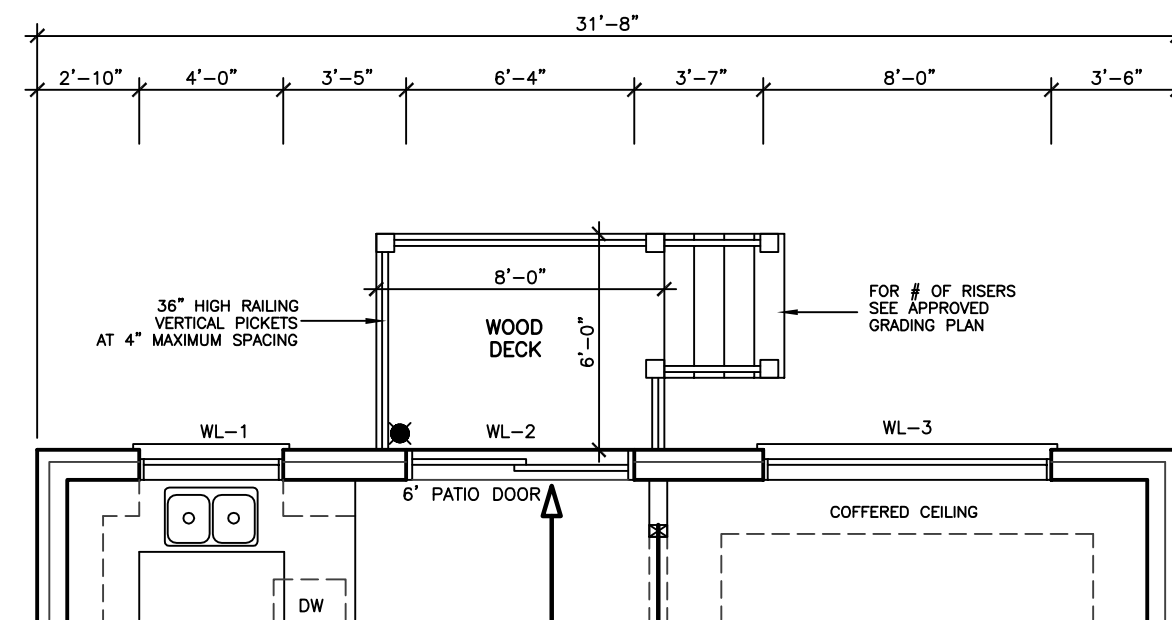 31'-8"
2'-10" 4'-0" 3'-5" 6'-4" 3'-7" 8'-0" 3'-6"
8'-0"
6'-0"
36" HIGH RAILING
VERTICAL PICKETS
AT 4" MAXIMUM SPACING
WOOD
DECK
FOR # OF RISERS
SEE APPROVED
GRADING PLAN
WL-1 WL-2 WL-3
6' PATIO DOOR
COFFERED CEILING
DW